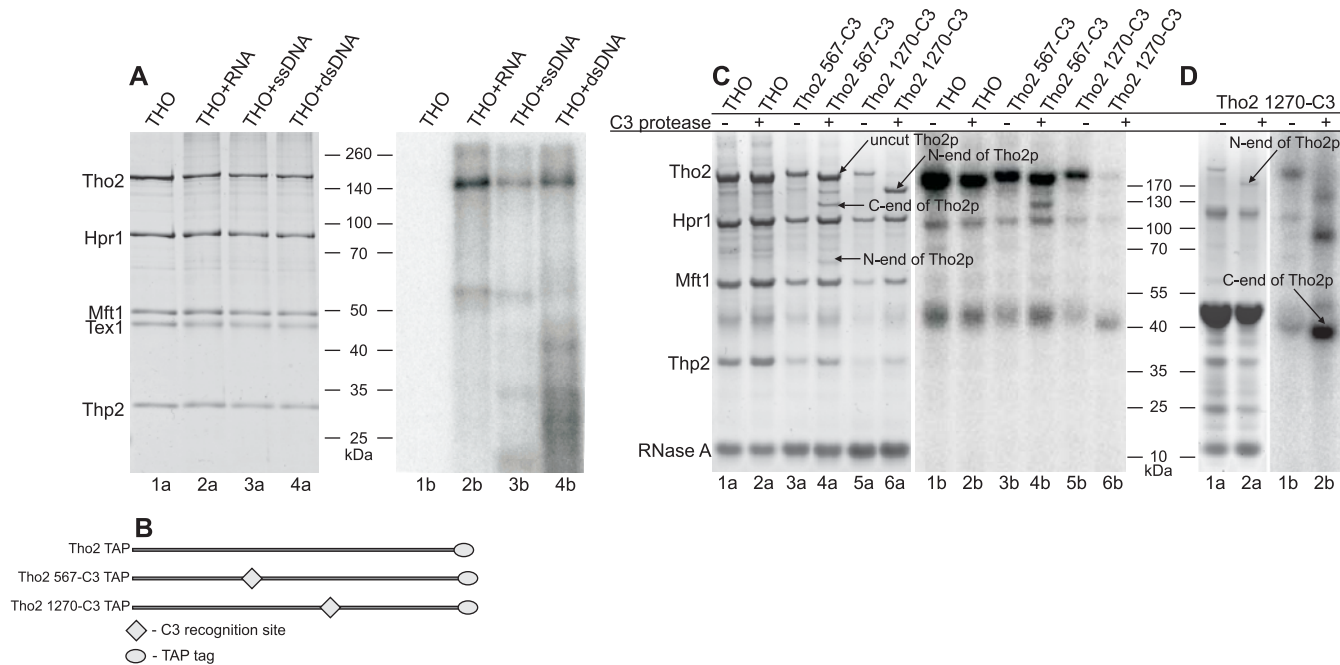 A
THO
THO+RNA
THO+ssDNA
THO+dsDNA
THO
THO+RNA
THO+ssDNA
THO+dsDNA
Tho2
Hpr1
Mft1
Tex1
Thp2
260
140
100
70
50
40
35
25
kDa
1a 2a 3a 4a
1b 2b 3b 4b
B
Tho2 TAP
Tho2 567-C3 TAP
Tho2 1270-C3 TAP
- C3 recognition site
- TAP tag
C
THO
THO
Tho2 567-C3
Tho2 567-C3
Tho2 1270-C3
Tho2 1270-C3
THO
THO
Tho2 567-C3
Tho2 567-C3
Tho2 1270-C3
Tho2 1270-C3
C3 protease - + - + - + - + - + - +
Tho2
Hpr1
Mft1
Thp2
RNase A
uncut Tho2p
N-end of Tho2p
C-end of Tho2p
N-end of Tho2p
170
130
100
70
55
40
35
25
10
kDa
1a 2a 3a 4a 5a 6a
1b 2b 3b 4b 5b 6b
D
Tho2 1270-C3
- + - +
N-end of Tho2p
C-end of Tho2p
1a 2a 1b 2b